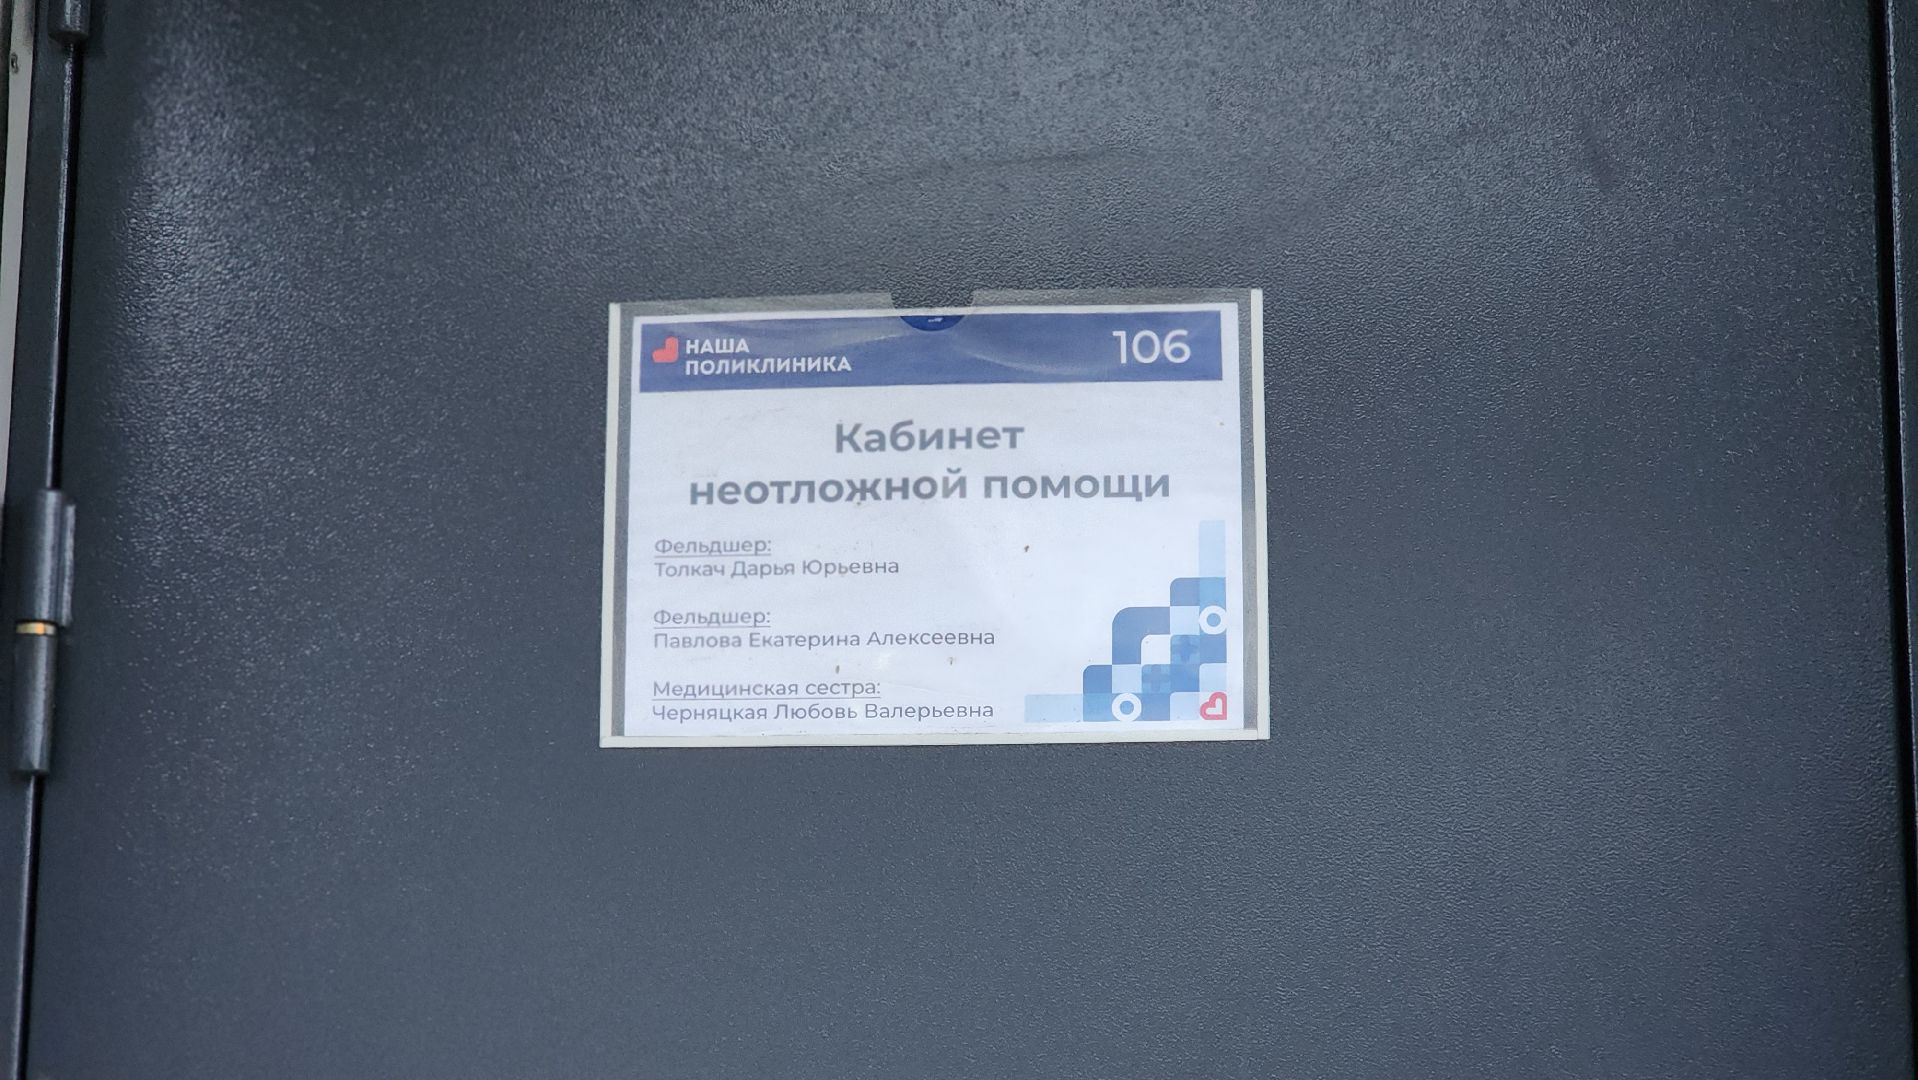 НАША
ПОЛИКЛИНИКА
106
Кабинет
неотложной помощи
Фельдшер:
Толкач Дарья Юрьевна
Фельдшер:
Павлова Екатерина Алексеевна
Медицинская сестра:
Черняцкая Любовь Валерьевна